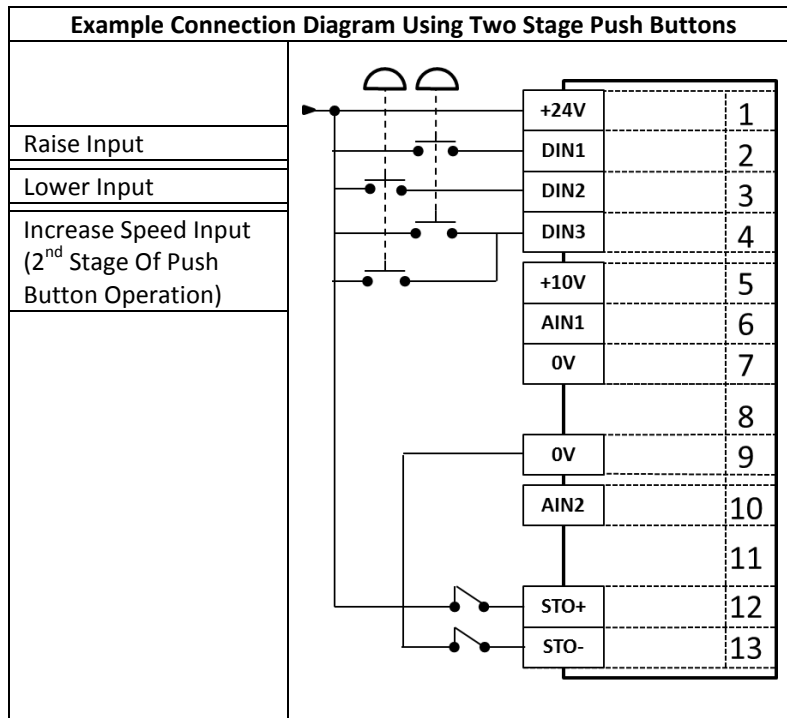 Example Connection Diagram Using Two Stage Push Buttons
+24V 1
Raise Input DIN1 2
Lower Input DIN2 3
Increase Speed Input DIN3 4
(2nd Stage Of Push
Button Operation)
+10V 5
AIN1 6
0V 7
8
0V 9
AIN2 10
11
STO+ 12
STO- 13